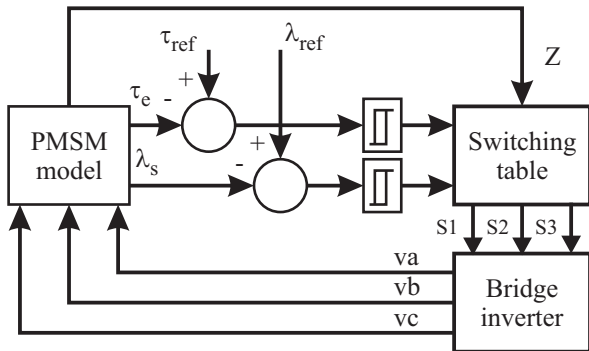 τref
λref
Z
+
τe
-
PMSM
model
+
Switching
table
λs
-
S1
S2
S3
va
vb
vc
Bridge
inverter